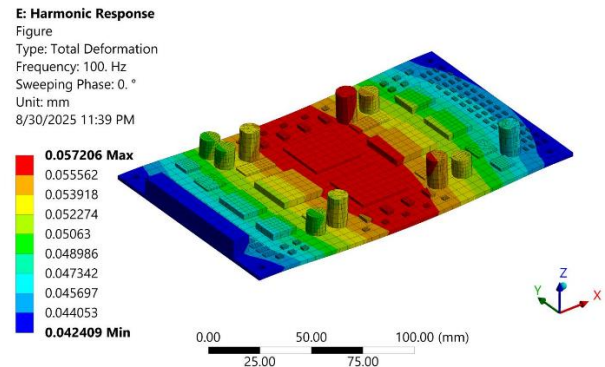 E: Harmonic Response
Figure
Type: Total Deformation
Frequency: 100. Hz
Sweeping Phase: 0. °
Unit: mm
8/30/2025 11:39 PM
0.057206 Max
0.055562
0.053918
0.052274
0.05063
0.048986
0.047342
0.045697
0.044053
0.042409 Min
0.00 50.00 100.00 (mm)
25.00 75.00
Z
Y
X